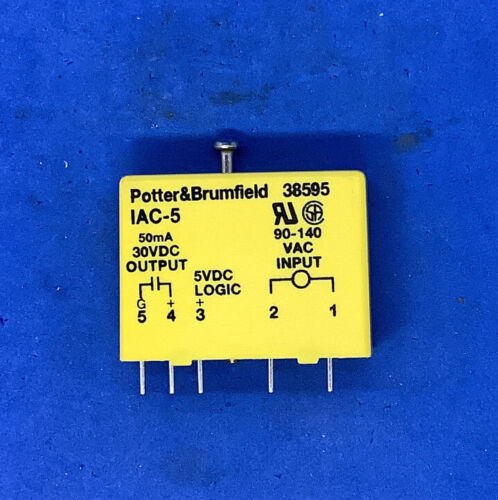 Potter&Brumfield 38595
IAC-5
50mA
30VDC
OUTPUT
5VDC
LOGIC
90-140
VAC
INPUT
G + +
5 4 3 2 1